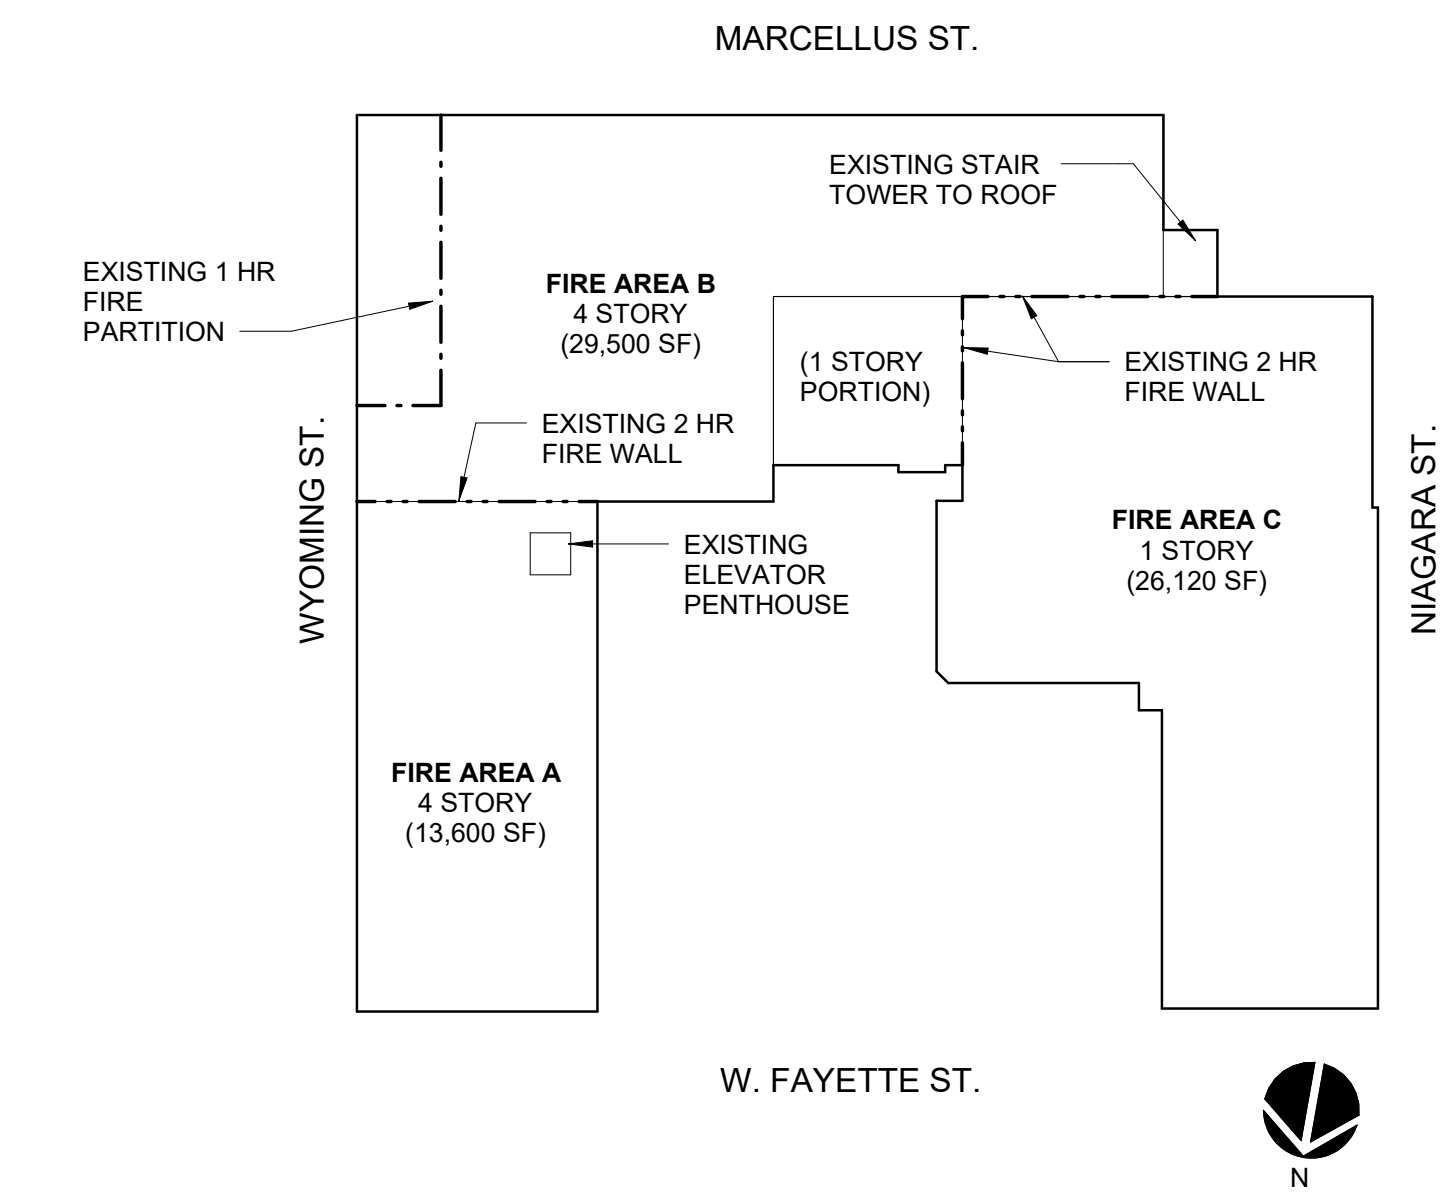 MARCELLUS ST.
EXISTING STAIR
TOWER TO ROOF
EXISTING 1 HR
FIRE
PARTITION
FIRE AREA B
4 STORY
(29,500 SF)
(1 STORY
PORTION)
EXISTING 2 HR
FIRE WALL
EXISTING 2 HR
FIRE WALL
WYOMING ST.
NIAGARA ST.
FIRE AREA C
1 STORY
(26,120 SF)
EXISTING
ELEVATOR
PENTHOUSE
FIRE AREA A
4 STORY
(13,600 SF)
W. FAYETTE ST.
N